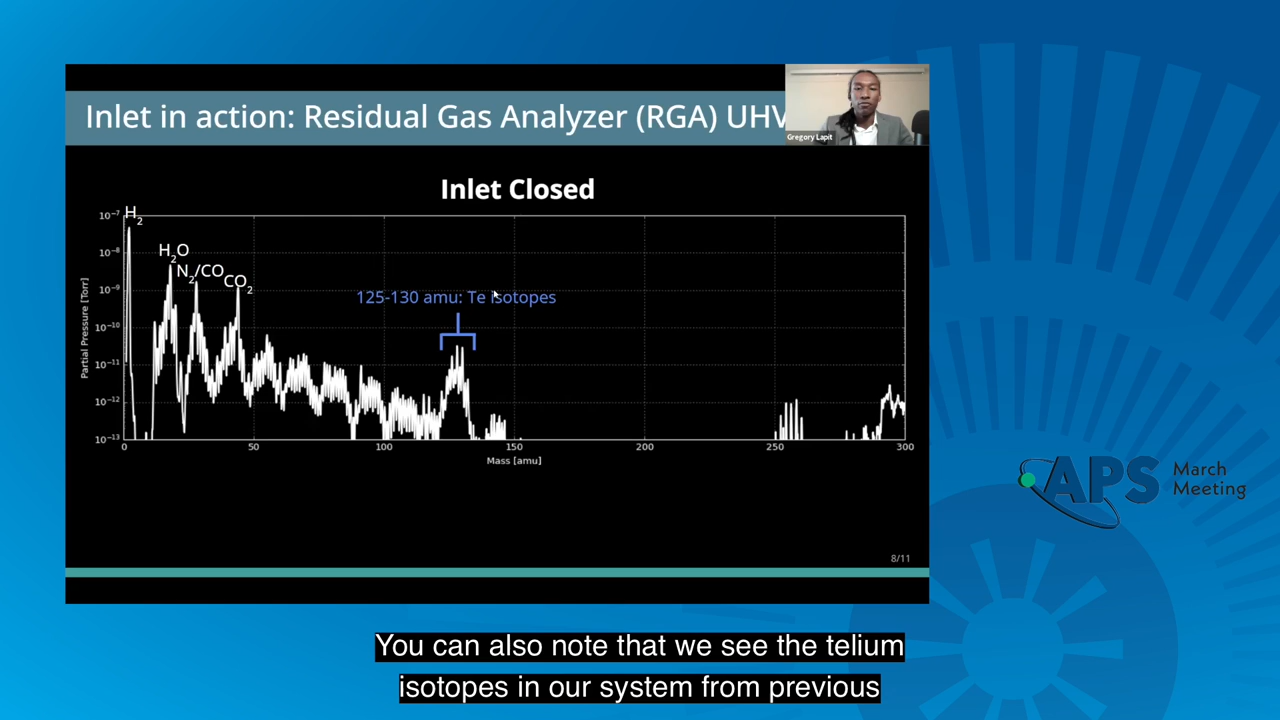 Inlet in action: Residual Gas Analyzer (RGA) UHV
Gregory Lapit
Inlet Closed
H2
H2O
N2/CO
CO2
125-130 amu: Te isotopes
Partial Pressure [Torr]
10⁻⁷
10⁻⁸
10⁻⁹
10⁻¹⁰
10⁻¹¹
10⁻¹²
10⁻¹³
0 50 100 150 200 250 300
Mass [amu]
8/11
APS March Meeting
You can also note that we see the telium
isotopes in our system from previous